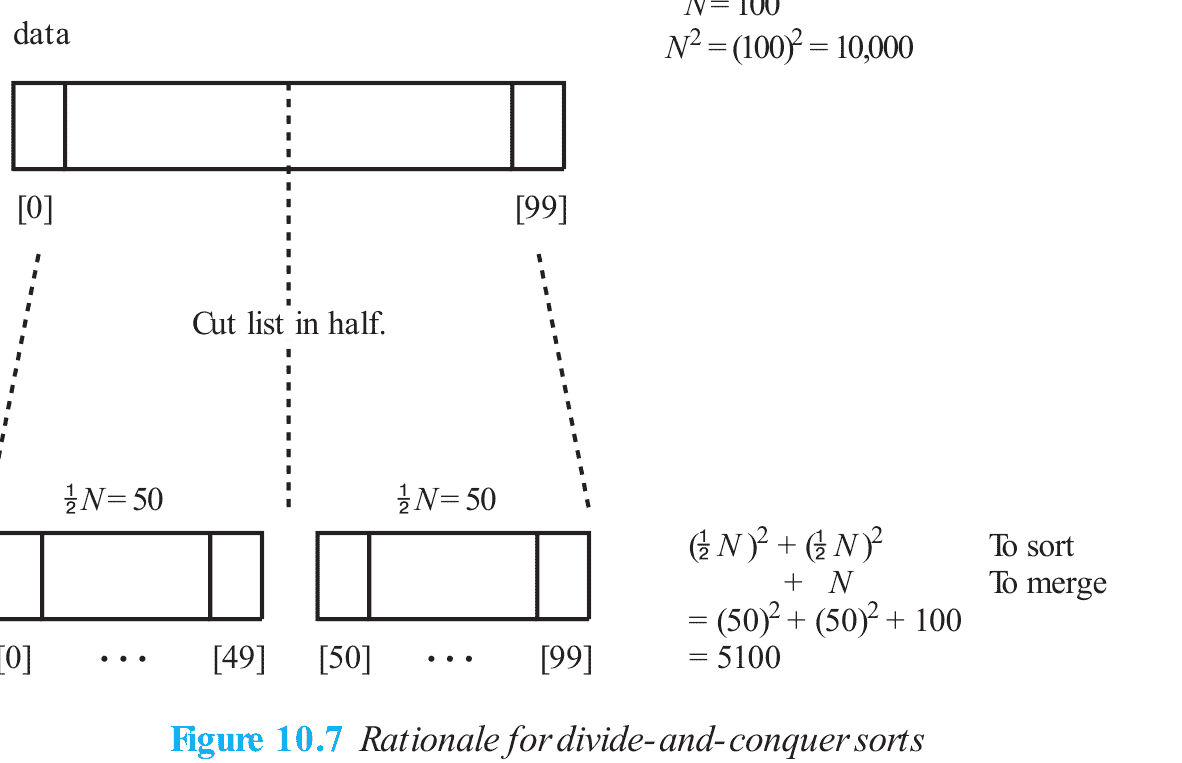 N = 100
data
N² = (100)² = 10,000
[0] [99]
Cut list in half.
½N = 50 ½N = 50
(½ N)² + (½ N)² To sort
+ N To merge
= (50)² + (50)² + 100
[0] ... [49] [50] ... [99] = 5100
Figure 10.7 Rationale for divide-and-conquer sorts